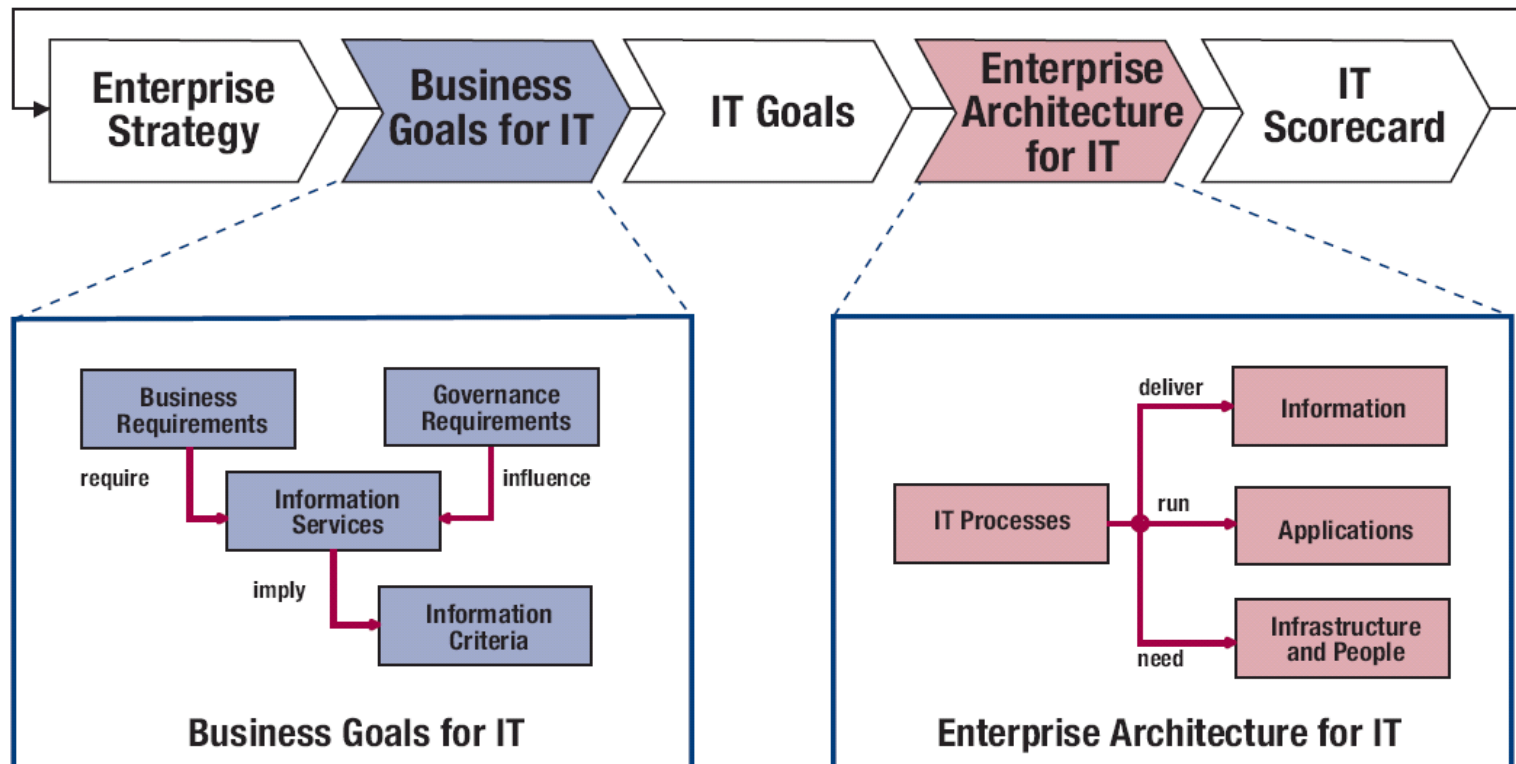 Enterprise
Strategy
Business
Goals for IT
IT Goals
Enterprise
Architecture
for IT
IT
Scorecard
Business
Requirements
Governance
Requirements
require
influence
Information
Services
imply
Information
Criteria
Business Goals for IT
deliver
Information
IT Processes
run
Applications
need
Infrastructure
and People
Enterprise Architecture for IT